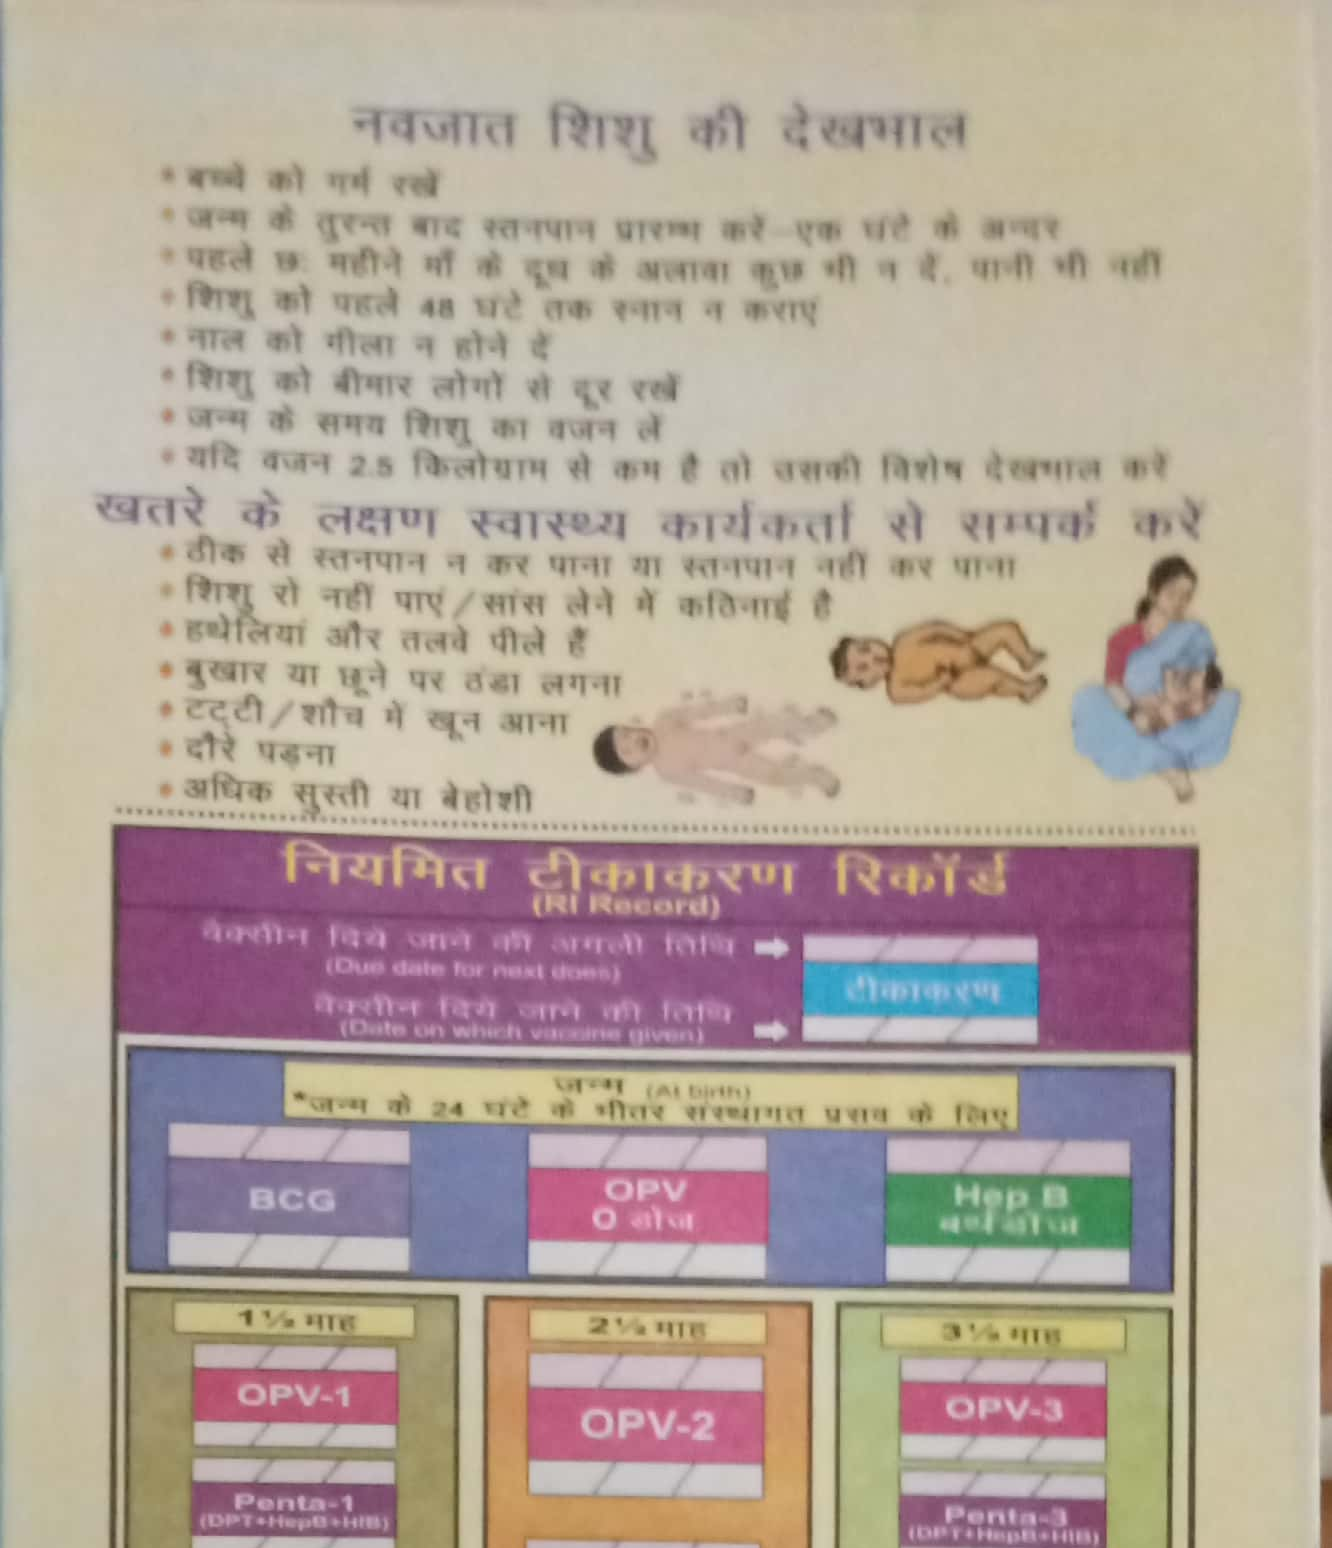 नवजात शिशु की देखभाल
• बच्चे को गर्म रखें
• जन्म के तुरन्त बाद स्तनपान प्रारम्भ करें–एक घंटे के अन्दर
• पहले छः महीने माँ के दूध के अलावा कुछ भी न दें, पानी भी नहीं
• शिशु को पहले 48 घंटे तक स्नान न कराएं
• नाल को गीला न होने दें
• शिशु को बीमार लोगों से दूर रखें
• जन्म के समय शिशु का वजन लें
• यदि वजन 2.5 किलोग्राम से कम है तो उसकी विशेष देखभाल करें
खतरे के लक्षण स्वास्थ्य कार्यकर्ता से सम्पर्क करें
• ठीक से स्तनपान न कर पाना या स्तनपान नहीं कर पाना
• शिशु रो नहीं पाएं/सांस लेने में कठिनाई है
• हथेलियां और तलवे पीले हैं
• बुखार या छूने पर ठंडा लगना
• टट्टी/शौच में खून आना
• दौरे पड़ना
• अधिक सुस्ती या बेहोशी
नियमित टीकाकरण रिकॉर्ड
(RI Record)
वैक्सीन दिये जाने की अगली तिथि
(Due date for next does)
टीकाकरण
वैक्सीन दिये जाने की तिथि
(Date on which vaccine given)
जन्म (At birth)
*जन्म के 24 घंटे के भीतर संस्थागत प्रसव के लिए
BCG
OPV
0 डोज
Hep B
बर्थ डोज
1½ माह
2½ माह
3½ माह
OPV-1
OPV-2
OPV-3
Penta-1
(DPT+HepB+HIB)
Penta-3
(DPT+HepB+HIB)